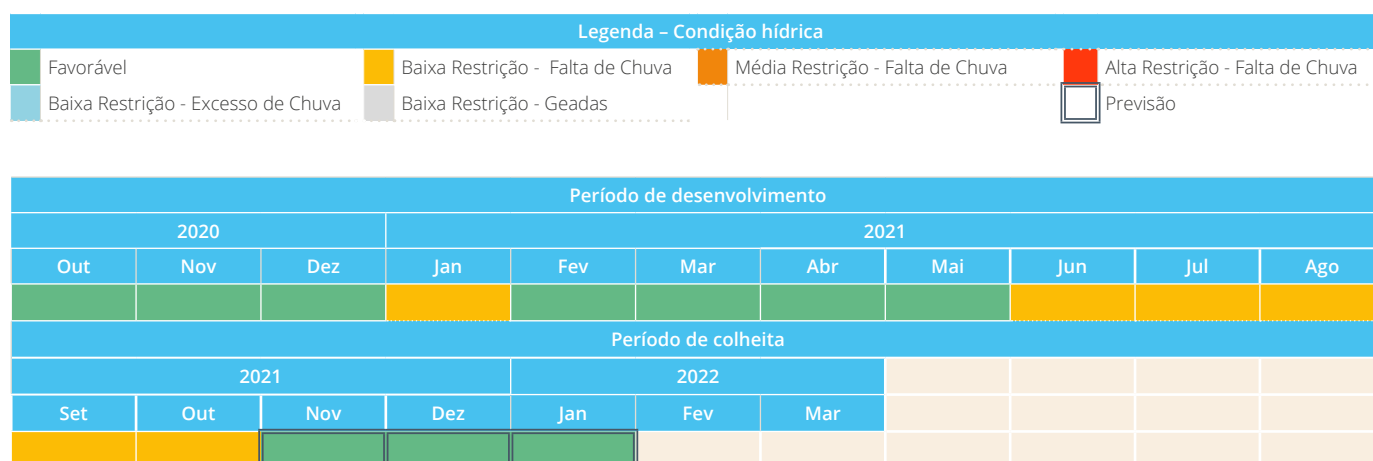 Legenda – Condição hídrica
Favorável Baixa Restrição - Falta de Chuva Média Restrição - Falta de Chuva Alta Restrição - Falta de Chuva
Baixa Restrição - Excesso de Chuva Baixa Restrição - Geadas Previsão
Período de desenvolvimento
2020 2021
Out Nov Dez Jan Fev Mar Abr Mai Jun Jul Ago
Período de colheita
2021 2022
Set Out Nov Dez Jan Fev Mar